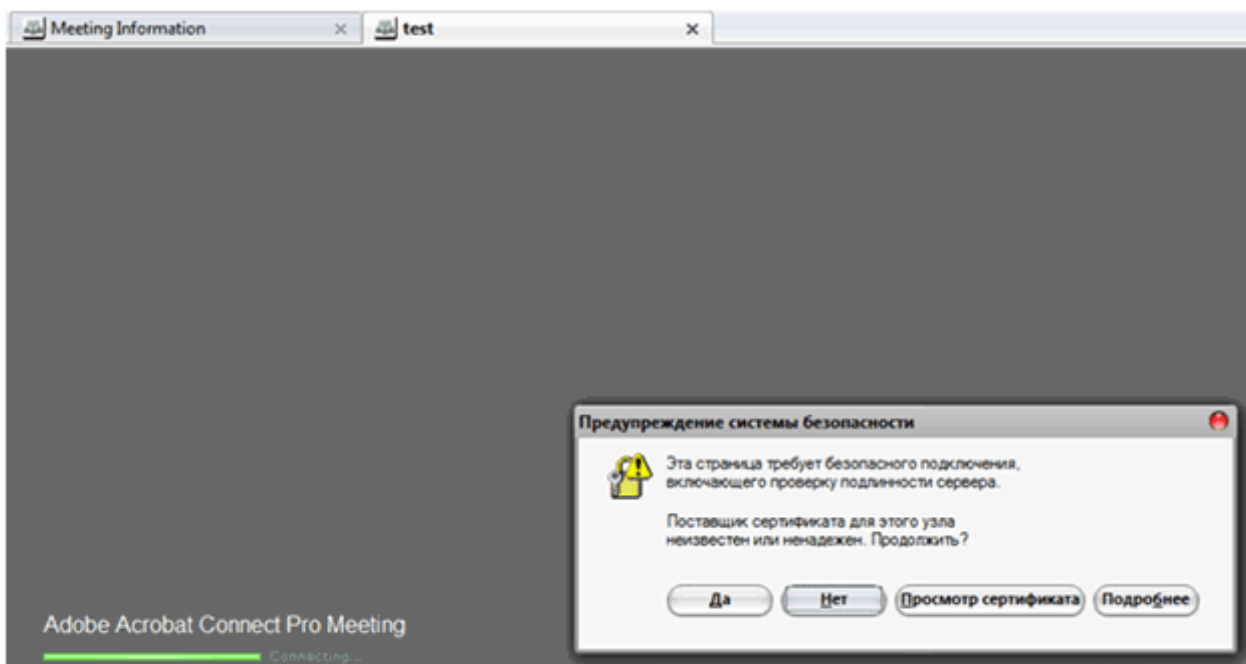 Meeting Information
test
Предупреждение системы безопасности
Эта страница требует безопасного подключения,
включающего проверку подлинности сервера.
Поставщик сертификата для этого узла
неизвестен или ненадежен. Продолжить?
Да Нет Просмотр сертификата Подробнее
Adobe Acrobat Connect Pro Meeting
Connecting...